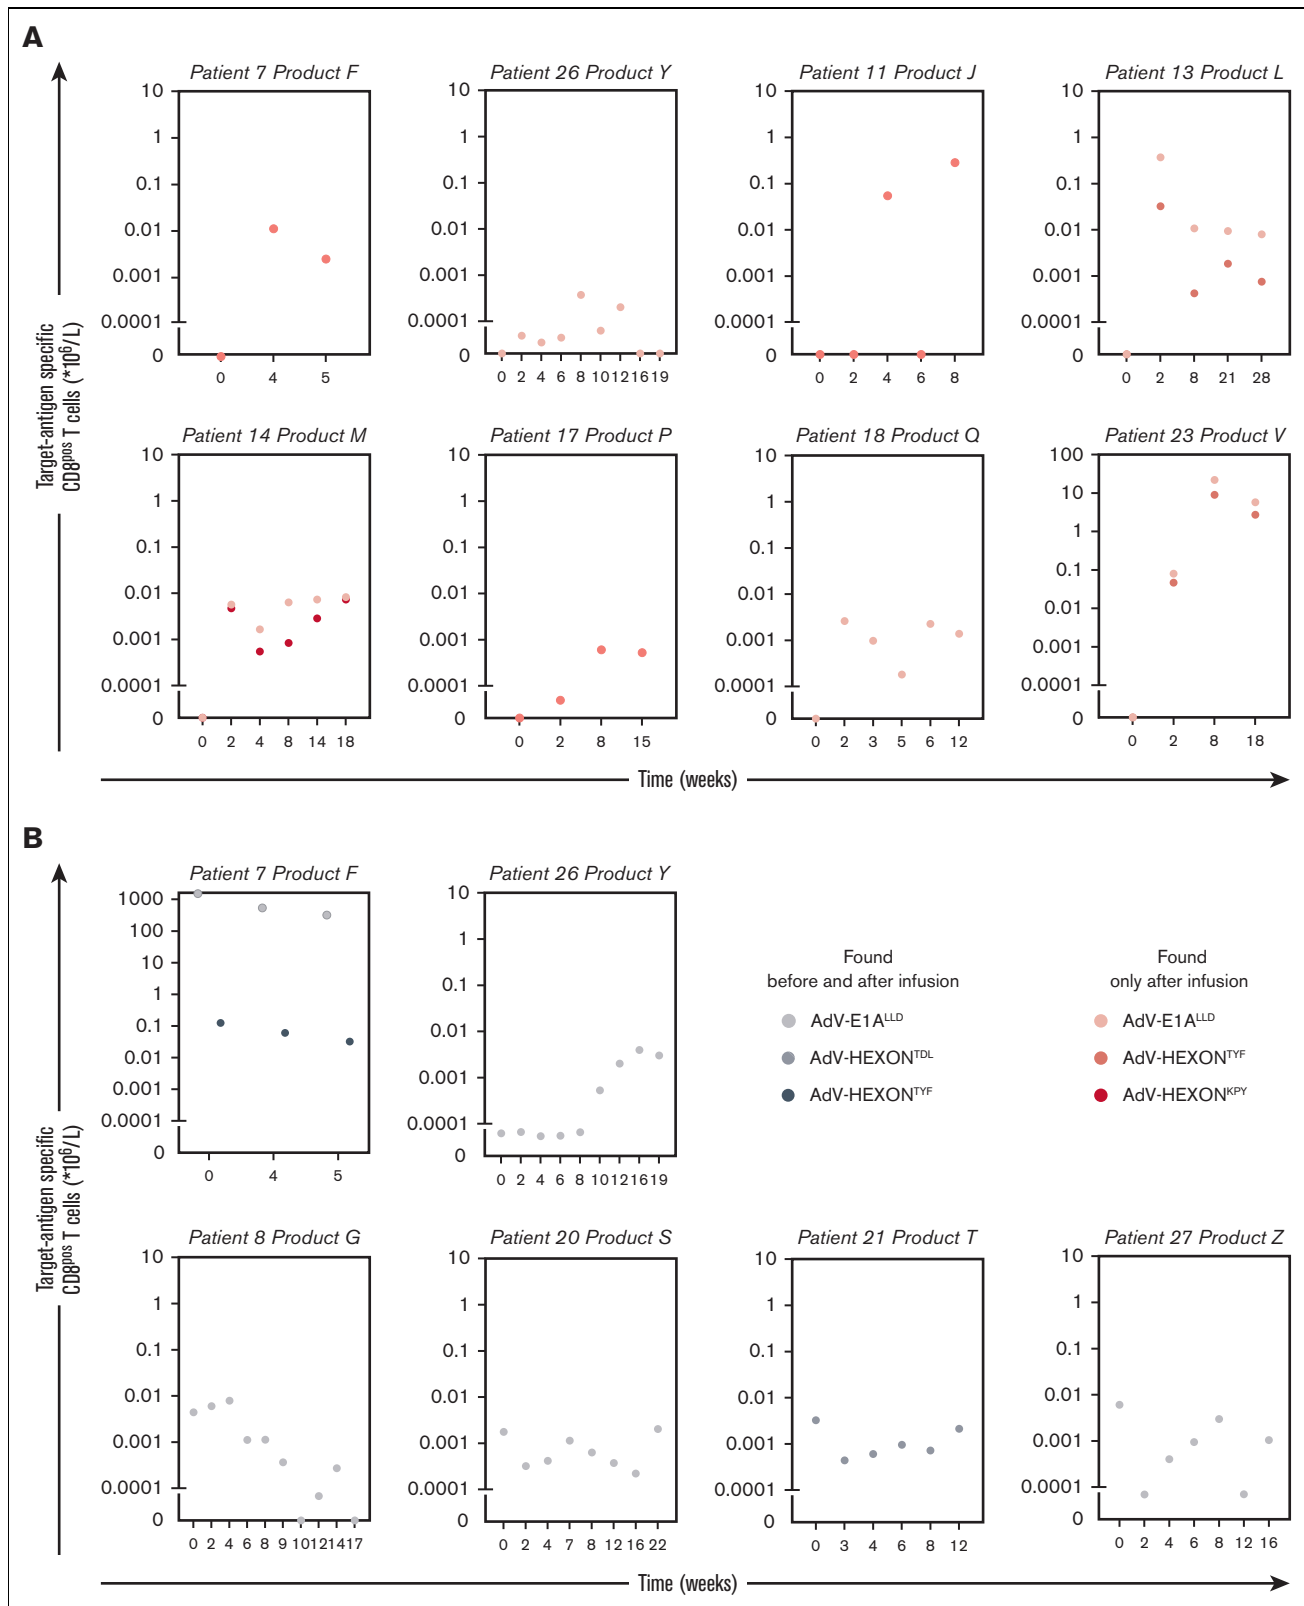 A
Patient 7 Product F
Patient 26 Product Y
Patient 11 Product J
Patient 13 Product L
10
1
0.1
0.01
0.001
0.0001
0
0 4 5
10
1
0.1
0.01
0.001
0.0001
0
0 2 4 6 8 10 12 16 19
10
1
0.1
0.01
0.001
0.0001
0
0 2 4 6 8
10
1
0.1
0.01
0.001
0.0001
0
0 2 8 21 28
Target-antigen specific
CD8pos T cells (*10⁶/L)
Patient 14 Product M
Patient 17 Product P
Patient 18 Product Q
Patient 23 Product V
10
1
0.1
0.01
0.001
0.0001
0
0 2 4 8 14 18
10
1
0.1
0.01
0.001
0.0001
0
0 2 8 15
10
1
0.1
0.01
0.001
0.0001
0
0 2 3 5 6 12
100
10
1
0.1
0.01
0.001
0.0001
0
0 2 8 18
Time (weeks)
B
Patient 7 Product F
Patient 26 Product Y
1000
100
10
1
0.1
0.01
0.001
0.0001
0
0 4 5
10
1
0.1
0.01
0.001
0.0001
0
0 2 4 6 8 10 12 16 19
Found
before and after infusion
AdV-E1ALLD
AdV-HEXONTDL
AdV-HEXONTYF
Found
only after infusion
AdV-E1ALLD
AdV-HEXONTYF
AdV-HEXONKPY
Target-antigen specific
CD8pos T cells (*10⁶/L)
Patient 8 Product G
Patient 20 Product S
Patient 21 Product T
Patient 27 Product Z
10
1
0.1
0.01
0.001
0.0001
0
0 2 4 6 8 9 10 12 14 17
10
1
0.1
0.01
0.001
0.0001
0
0 2 4 7 8 12 16 22
10
1
0.1
0.01
0.001
0.0001
0
0 3 4 6 8 12
10
1
0.1
0.01
0.001
0.0001
0
0 2 4 6 8 12 16
Time (weeks)